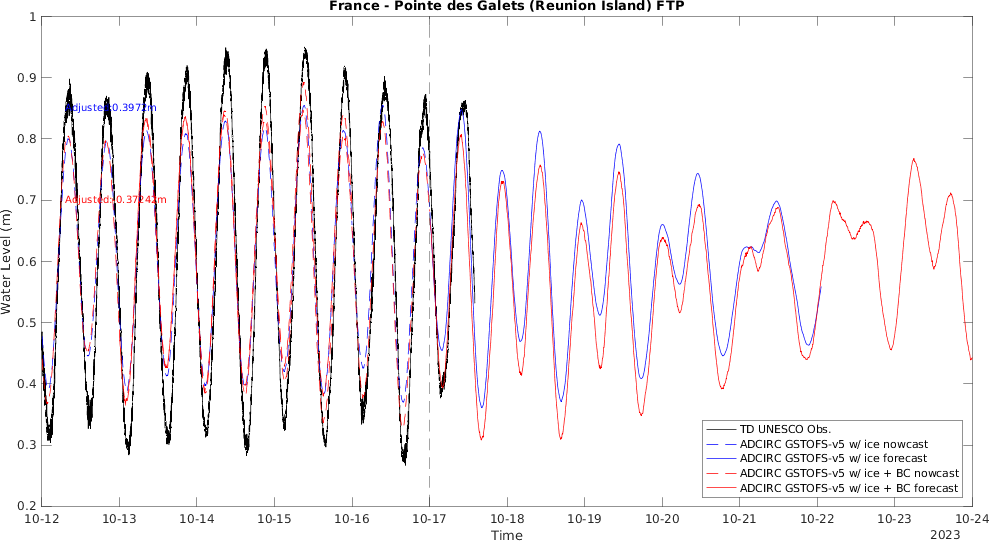 France - Pointe des Galets (Reunion Island) FTP
1
0.9
0.8
0.7
0.6
0.5
0.4
0.3
0.2
Water Level (m)
Adjusted:0.3972m
Adjusted: 0.37242m
TD UNESCO Obs.
ADCIRC GSTOFS-v5 w/ ice nowcast
ADCIRC GSTOFS-v5 w/ ice forecast
ADCIRC GSTOFS-v5 w/ ice + BC nowcast
ADCIRC GSTOFS-v5 w/ ice + BC forecast
10-12 10-13 10-14 10-15 10-16 10-17 10-18 10-19 10-20 10-21 10-22 10-23 10-24
Time
2023